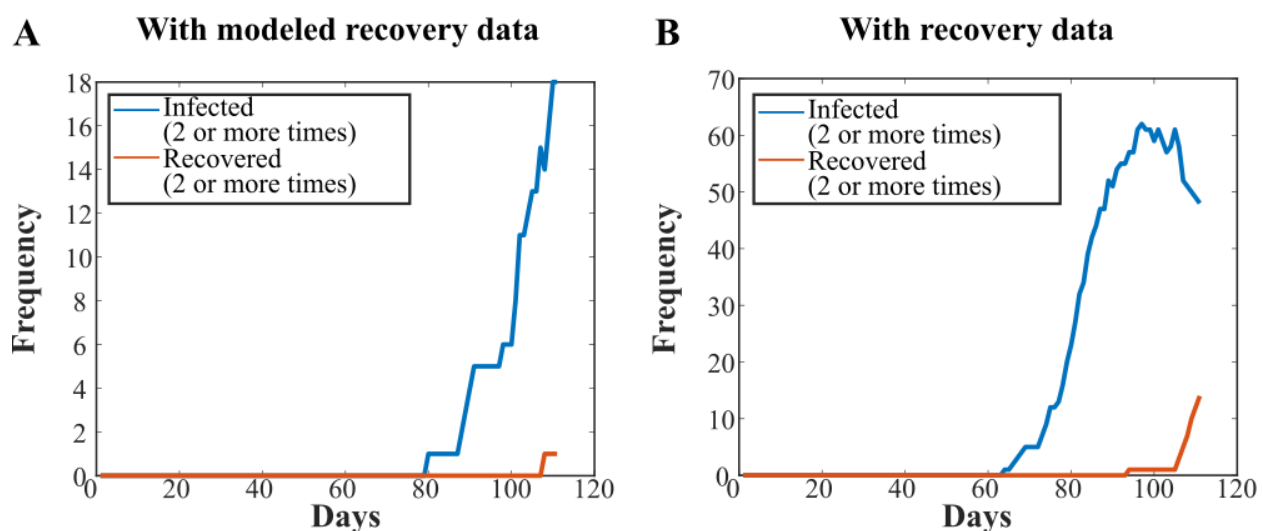 A
With modeled recovery data
18
16
14
12
10
8
6
4
2
0
Frequency
Infected
(2 or more times)
Recovered
(2 or more times)
0 20 40 60 80 100 120
Days
B
With recovery data
70
60
50
40
30
20
10
0
Frequency
Infected
(2 or more times)
Recovered
(2 or more times)
0 20 40 60 80 100 120
Days